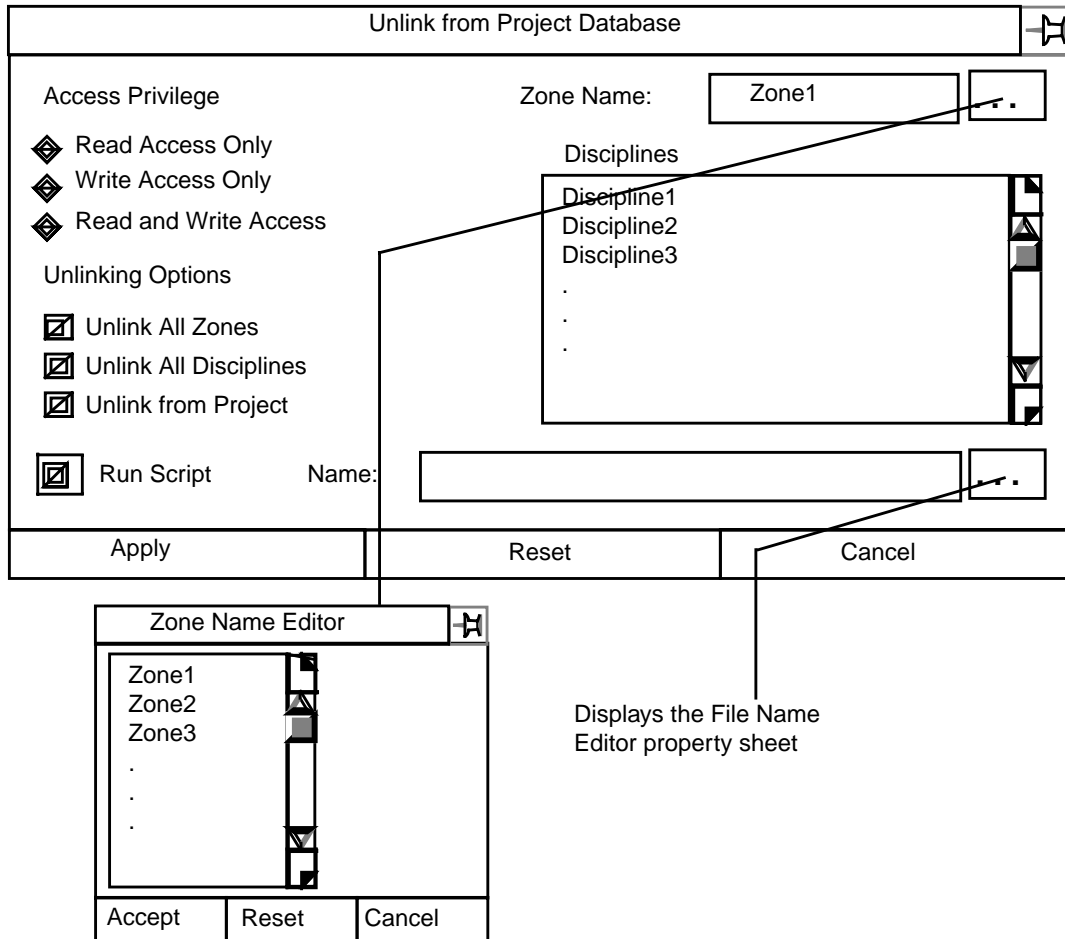 Unlink from Project Database
Access Privilege
Zone Name:
Zone1
...
Read Access Only
Write Access Only
Read and Write Access
Disciplines
Discipline1
Discipline2
Discipline3
.
.
.
Unlinking Options
Unlink All Zones
Unlink All Disciplines
Unlink from Project
Run Script
Name:
...
Apply
Reset
Cancel
Zone Name Editor
Zone1
Zone2
Zone3
.
.
.
Accept
Reset
Cancel
Displays the File Name
Editor property sheet